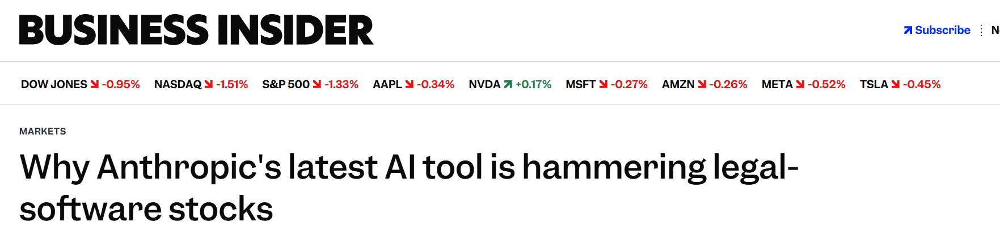 BUSINESS INSIDER
Subscribe
DOW JONES -0.95% NASDAQ -1.51% S&P 500 -1.33% AAPL -0.34% NVDA +0.17% MSFT -0.27% AMZN -0.26% META -0.52% TSLA -0.45%
MARKETS
Why Anthropic's latest AI tool is hammering legal-
software stocks